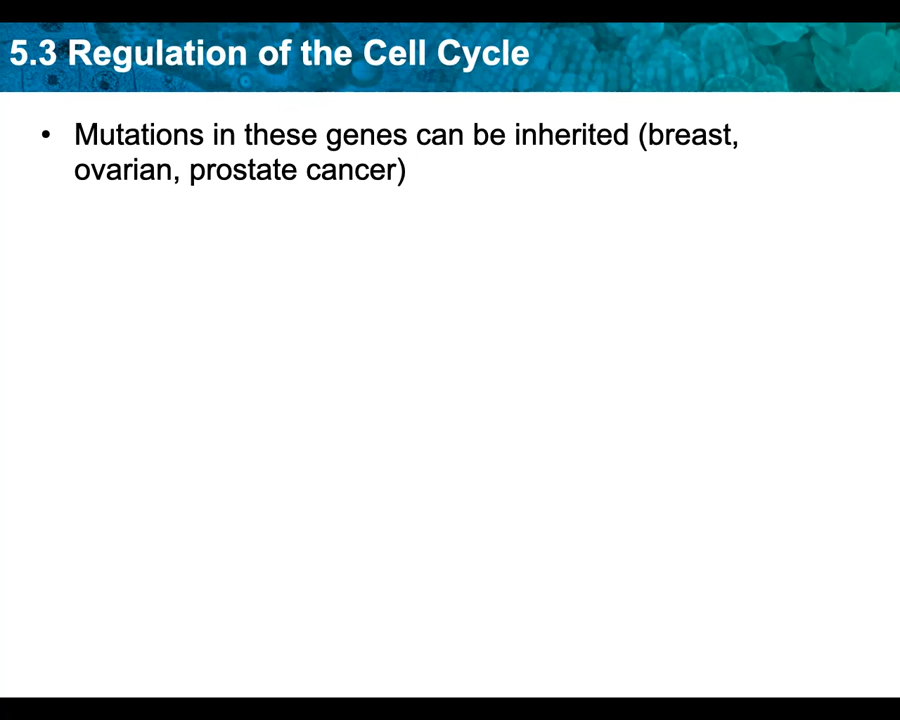 5.3 Regulation of the Cell Cycle
• Mutations in these genes can be inherited (breast,
ovarian, prostate cancer)